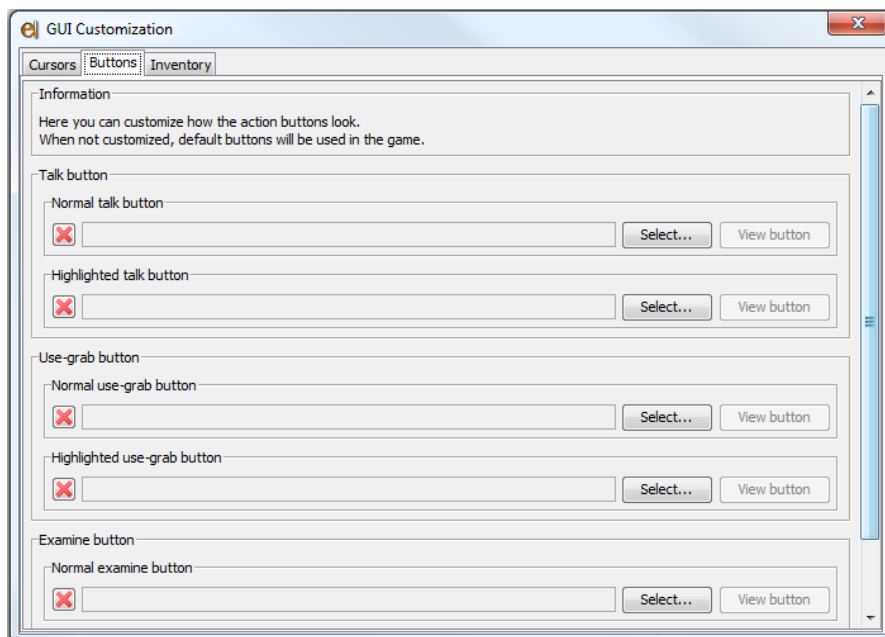 GUI Customization
Cursors Buttons Inventory
Information
Here you can customize how the action buttons look.
When not customized, default buttons will be used in the game.
Talk button
Normal talk button
Select... View button
Highlighted talk button
Select... View button
Use-grab button
Normal use-grab button
Select... View button
Highlighted use-grab button
Select... View button
Examine button
Normal examine button
Select... View button